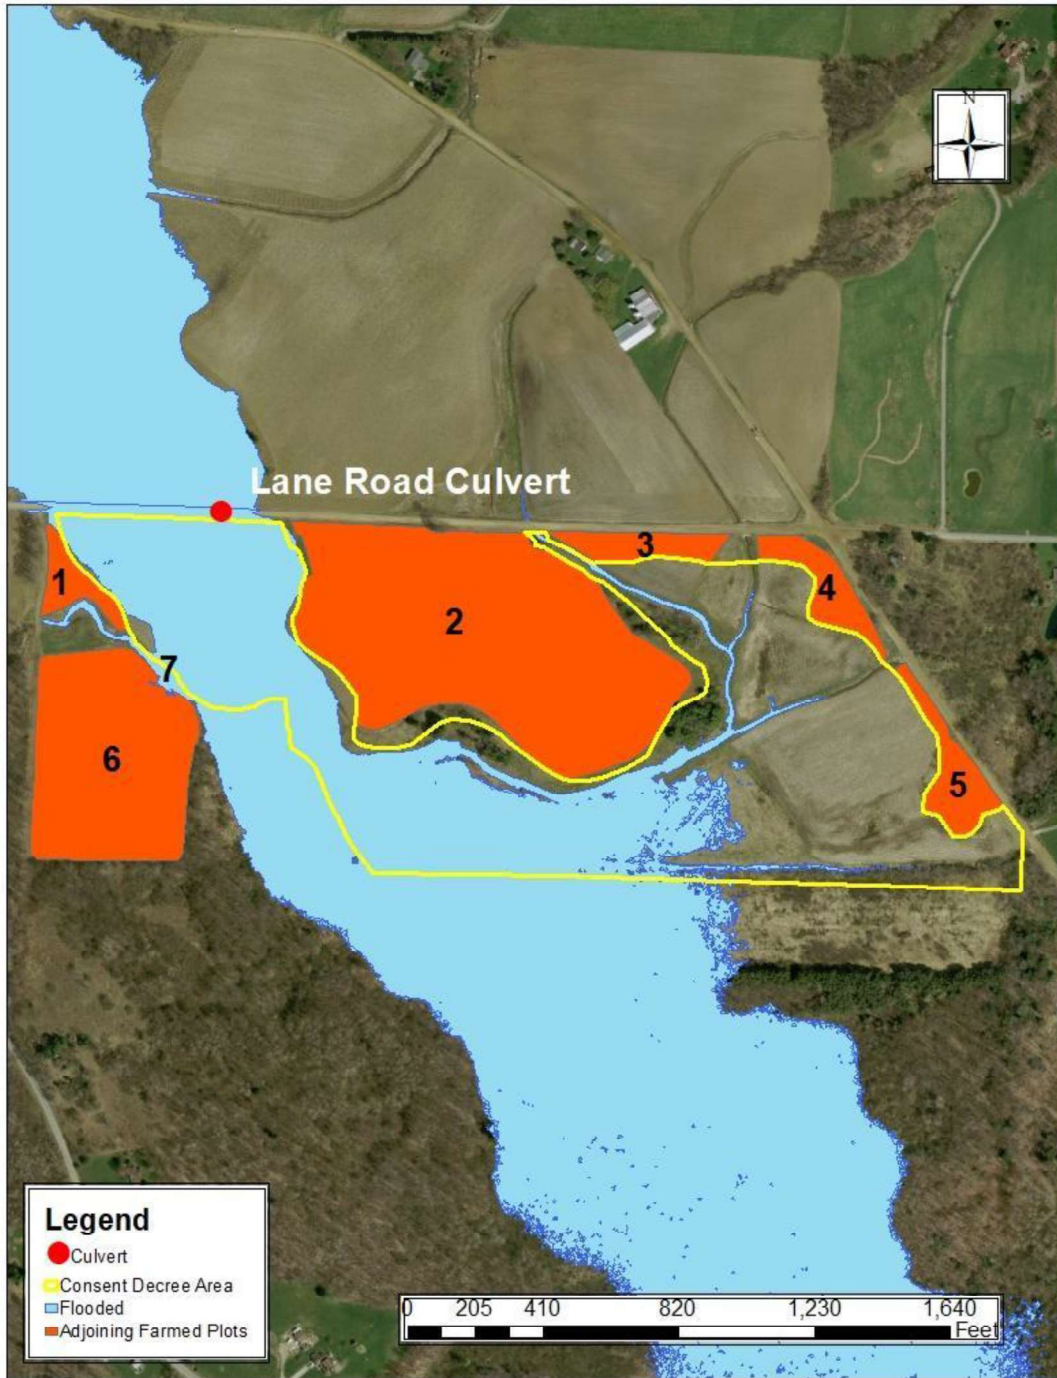 N
Lane Road Culvert
3
1
4
2
7
6
5
Legend
Culvert
Consent Decree Area
Flooded
Adjoining Farmed Plots
0 205 410 820 1,230 1,640
Feet